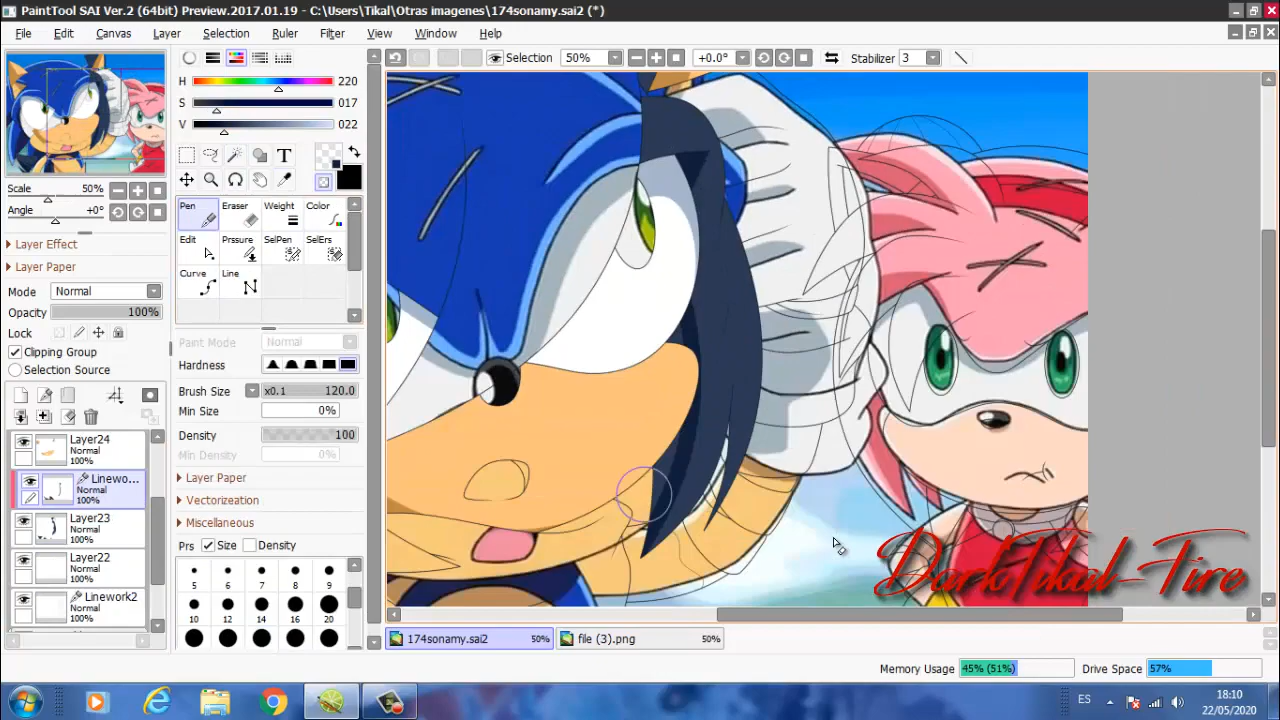 PaintTool SAI Ver.2 (64bit) Preview.2017.01.19 - C:\Users\Tikal\Otras imagenes\174sonamy.sai2 (*)
File Edit Canvas Layer Selection Ruler Filter View Window Help
Selection 50% +0.0° Stabilizer 3
H 220
S 017
V 022
Scale 50%
Angle +0°
Layer Effect
Layer Paper
Mode Normal
Opacity 100%
Lock
Clipping Group
Selection Source
Layer24
Normal
100%
Linewo...
Normal
100%
Layer23
Normal
100%
Layer22
Normal
100%
Linework2
Normal
100%
T
Pen Eraser Weight Color
Edit Prssure SelPen SelErs
Curve Line
Paint Mode Normal
Hardness
Brush Size x0.1 120.0
Min Size 0%
Density 100
Min Density 0%
Layer Paper
Vectorization
Miscellaneous
Prs Size Density
5 6 7 8 9
10 12 14 16 20
DarkTikal-Fire
174sonamy.sai2 50% file (3).png 50%
Memory Usage 45% (51%) Drive Space 57%
ES 18:10
22/05/2020